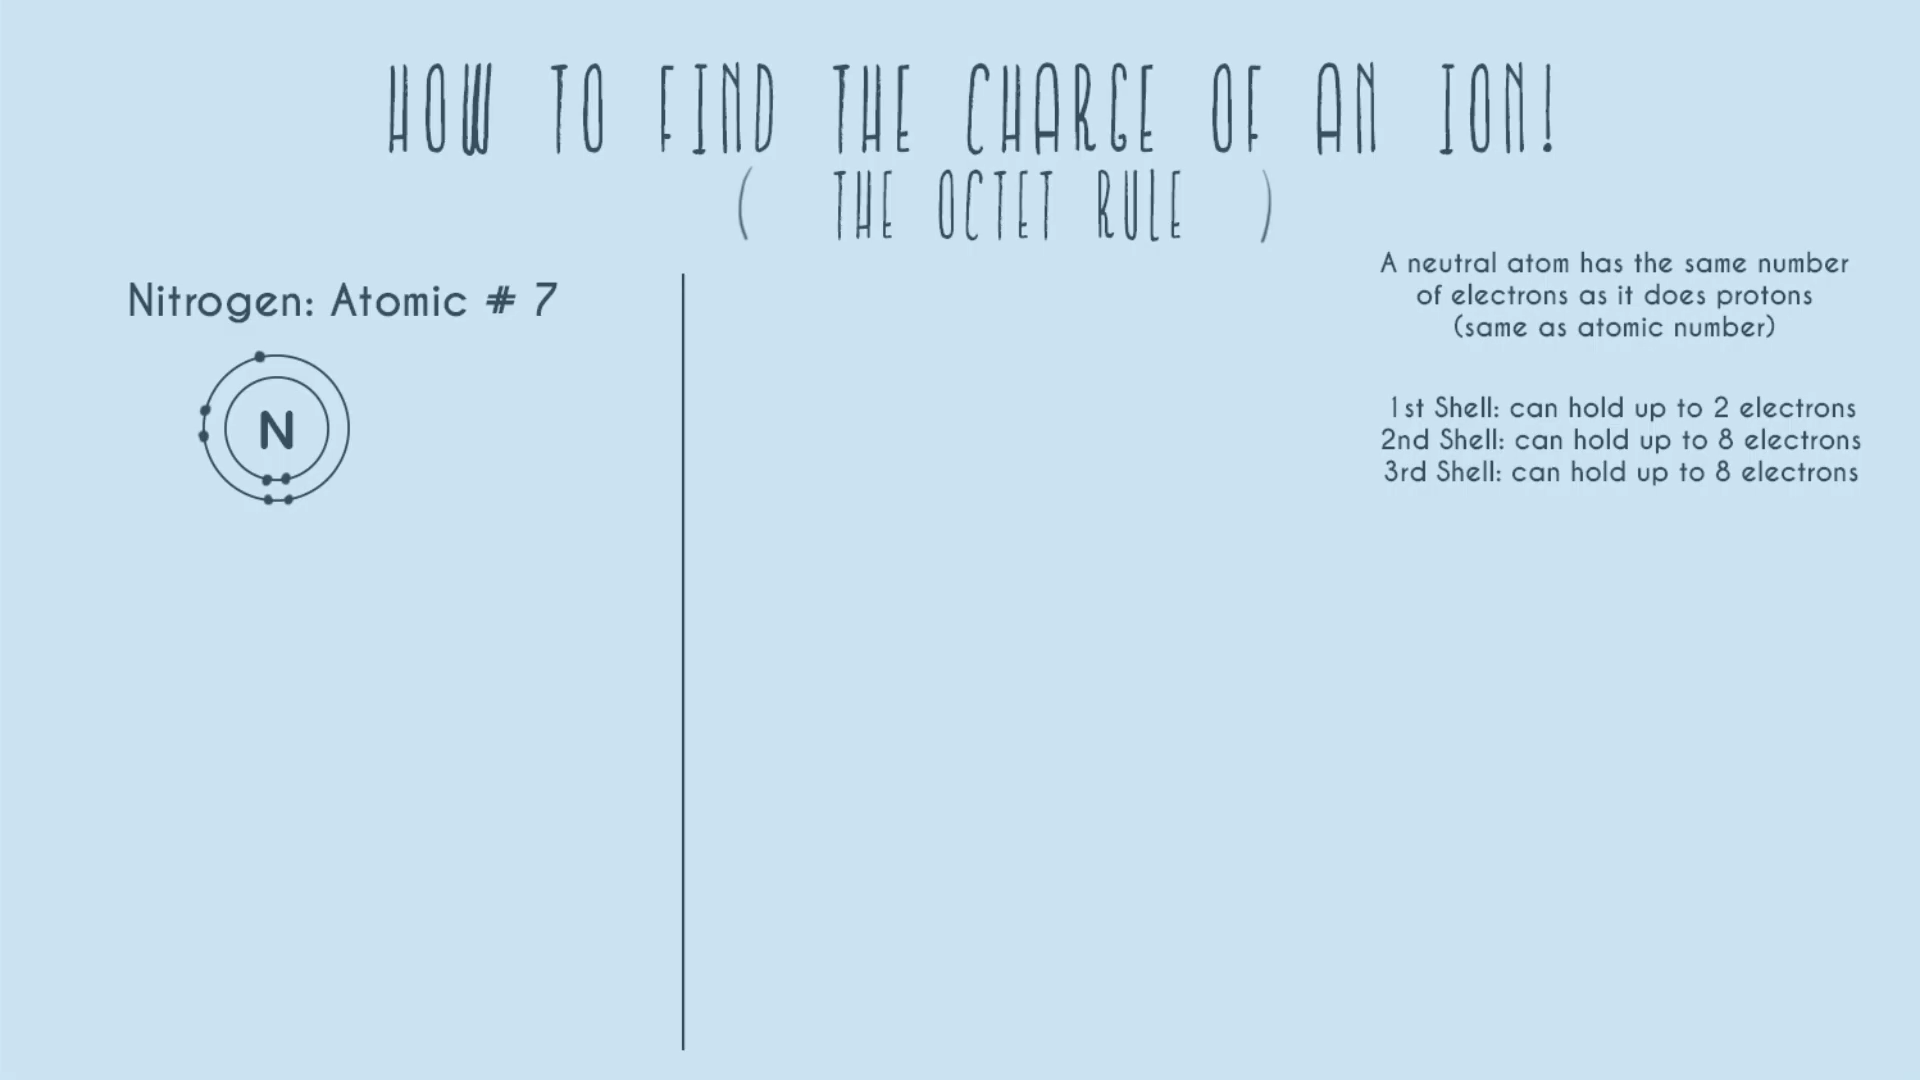 HOW TO FIND THE CHARGE OF AN ION!
( THE OCTET RULE )
Nitrogen: Atomic # 7
N
A neutral atom has the same number
of electrons as it does protons
(same as atomic number)
1st Shell: can hold up to 2 electrons
2nd Shell: can hold up to 8 electrons
3rd Shell: can hold up to 8 electrons